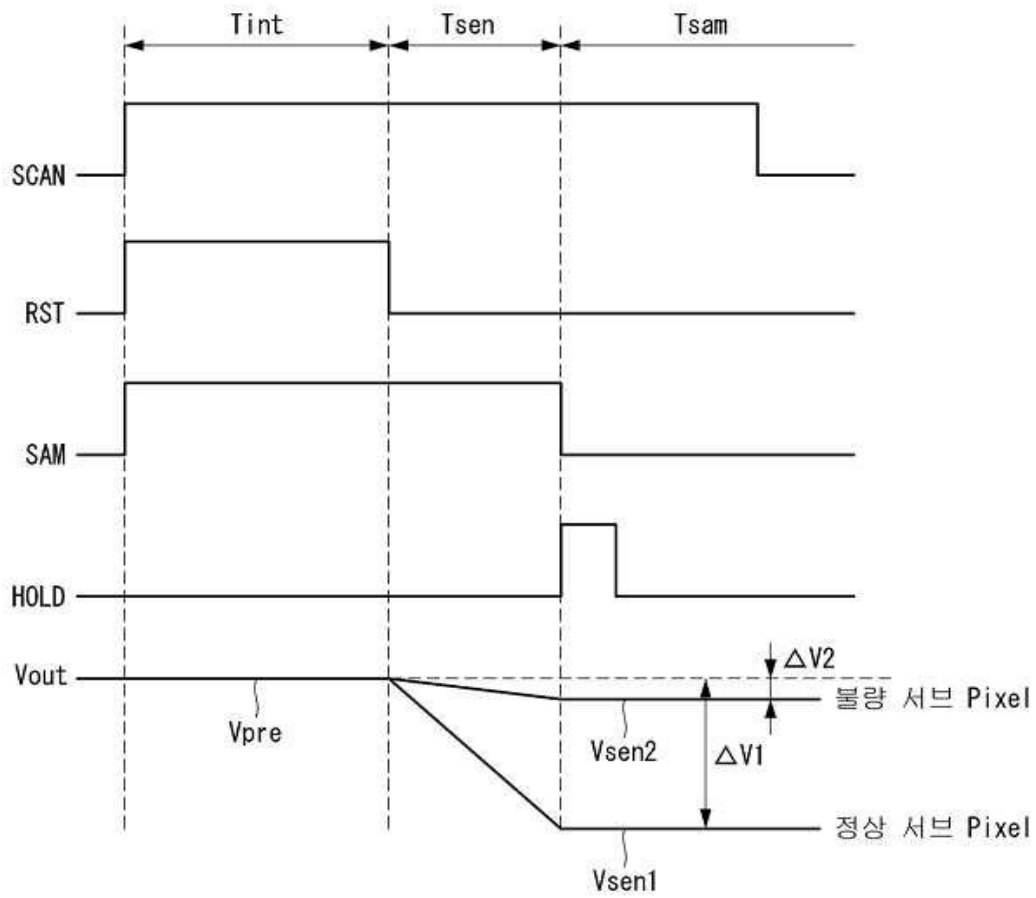 Tint Tsen Tsam
SCAN
RST
SAM
HOLD
Vout
△V2
불량 서브 Pixel
Vpre
Vsen2
△V1
정상 서브 Pixel
Vsen1